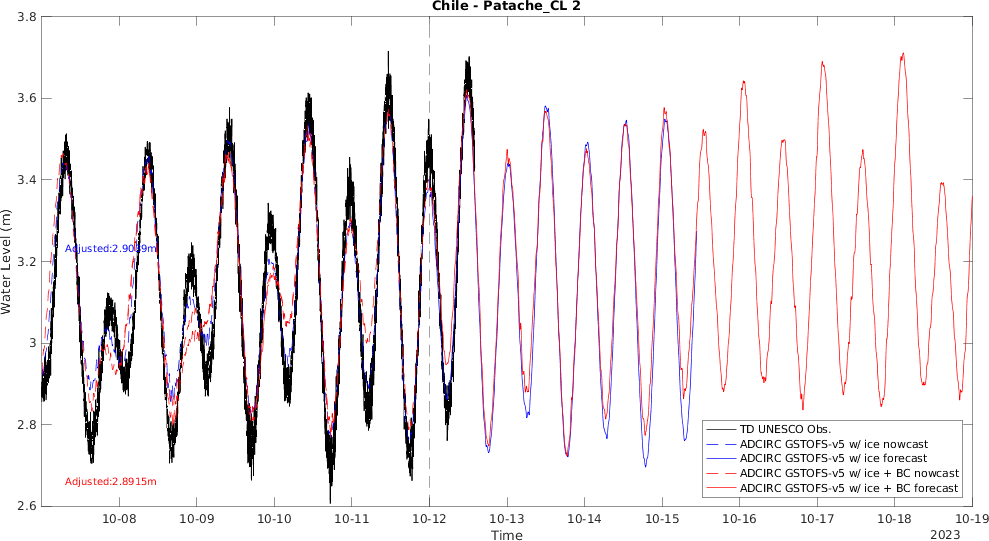 Chile - Patache_CL 2
3.8
3.6
3.4
3.2
3
2.8
2.6
Water Level (m)
Adjusted:2.9039m
Adjusted:2.8915m
TD UNESCO Obs.
ADCIRC GSTOFS-v5 w/ ice nowcast
ADCIRC GSTOFS-v5 w/ ice forecast
ADCIRC GSTOFS-v5 w/ ice + BC nowcast
ADCIRC GSTOFS-v5 w/ ice + BC forecast
10-08 10-09 10-10 10-11 10-12 10-13 10-14 10-15 10-16 10-17 10-18 10-19
Time
2023